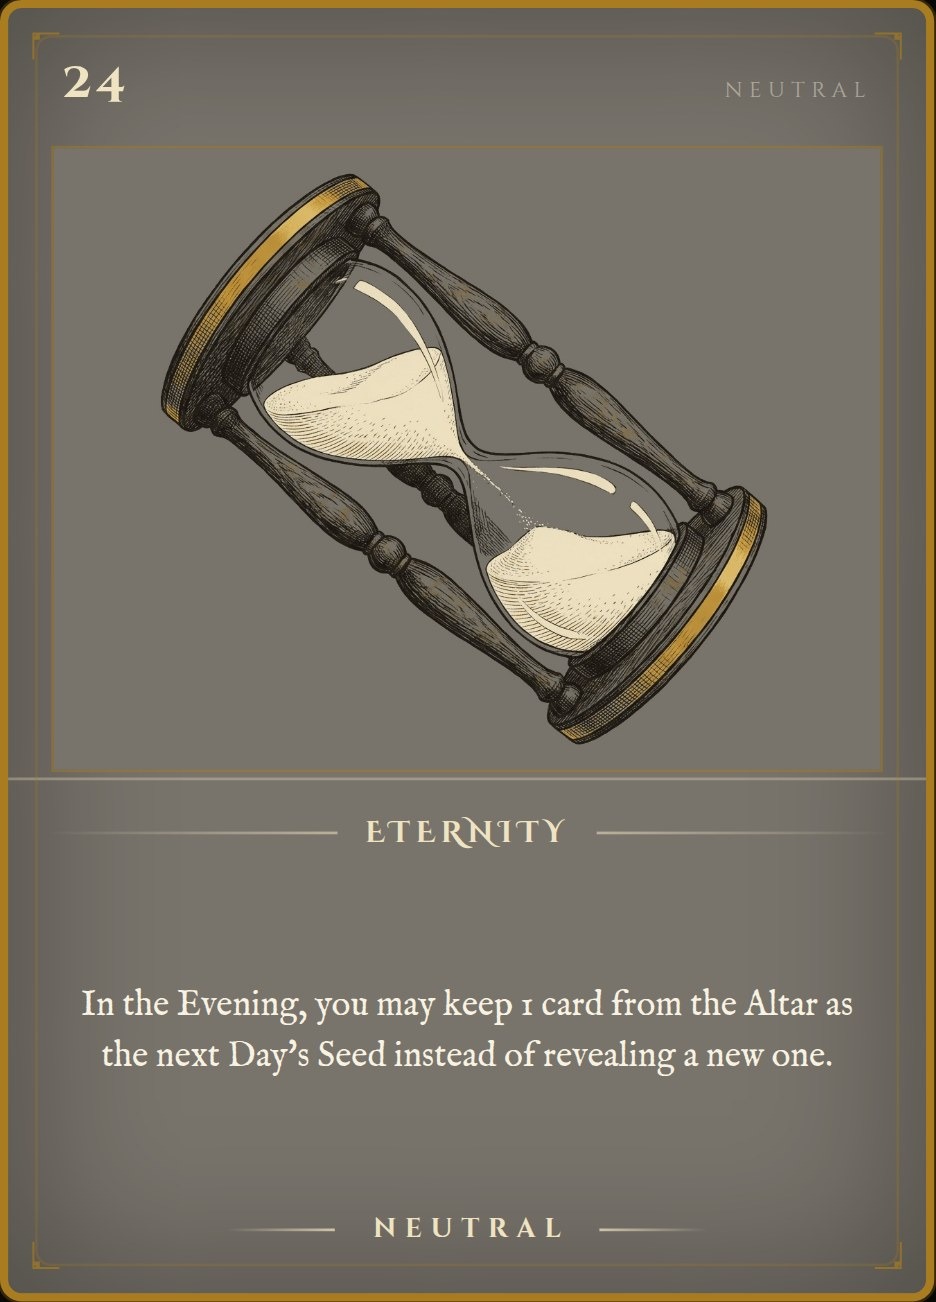 24
NEUTRAL
ETERNITY
In the Evening, you may keep 1 card from the Altar as
the next Day’s Seed instead of revealing a new one.
NEUTRAL